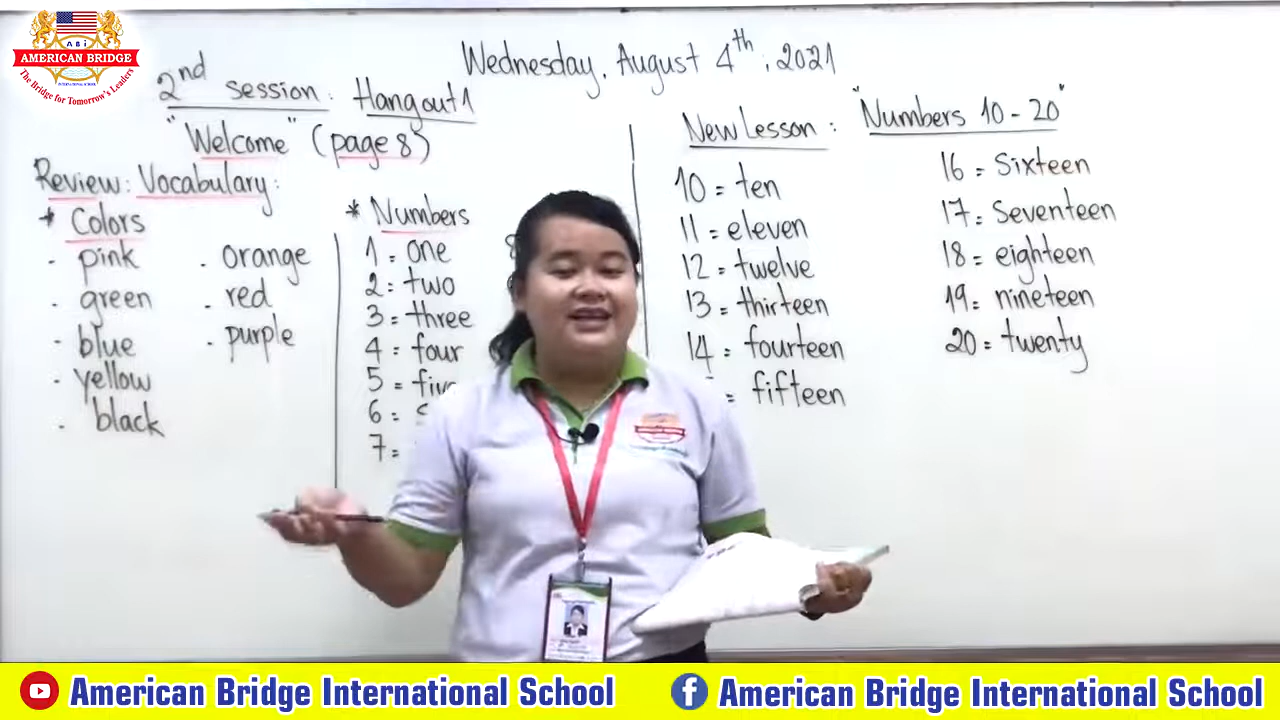 ABi
AMERICAN BRIDGE
INTERNATIONAL SCHOOL
The Bridge for Tomorrow's Leaders
Wednesday, August 4th, 2021
2nd session: Hangout 1
"Welcome" (page 8)
Review: Vocabulary:
* Colors
- pink
- green
- blue
- yellow
- black
- orange
- red
- purple
* Numbers
1 = one
2 = two
3 = three
4 = four
5 = five
6 = s
7 =
8
New Lesson: "Numbers 10 - 20"
10 = ten
11 = eleven
12 = twelve
13 = thirteen
14 = fourteen
= fifteen
16 = Sixteen
17 = Seventeen
18 = eighteen
19 = nineteen
20 = twenty
American Bridge International School
American Bridge International School